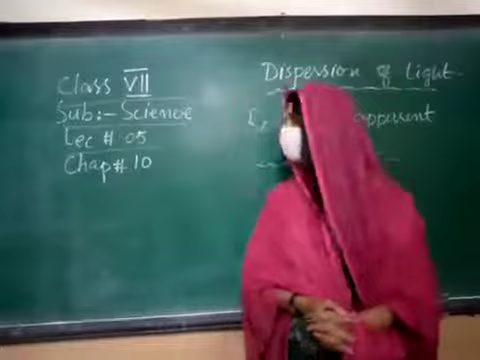 Class VII
Sub:- Science
Lec # 05
Chap# 10
Dispersion of Light
apparent